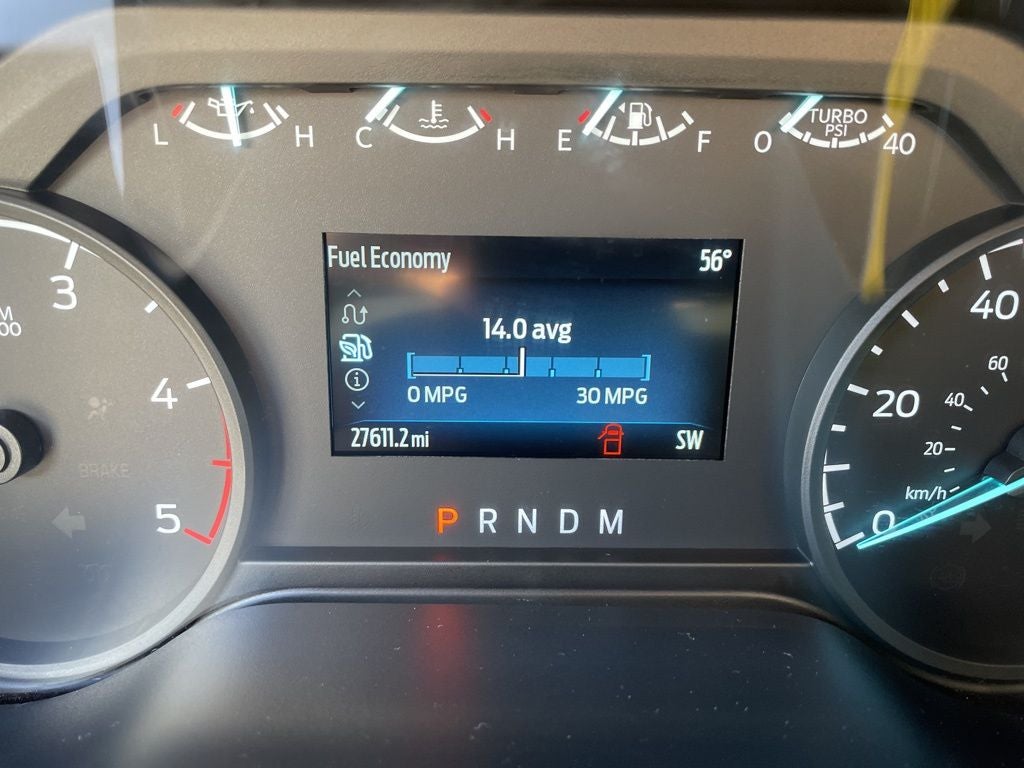 L H C H E F 0 TURBO PSI 40
Fuel Economy 56°
14.0 avg
0 MPG 30 MPG
27611.2 mi SW
P R N D M
3
4
BRAKE
5
40
60
20 40
20
km/h
0